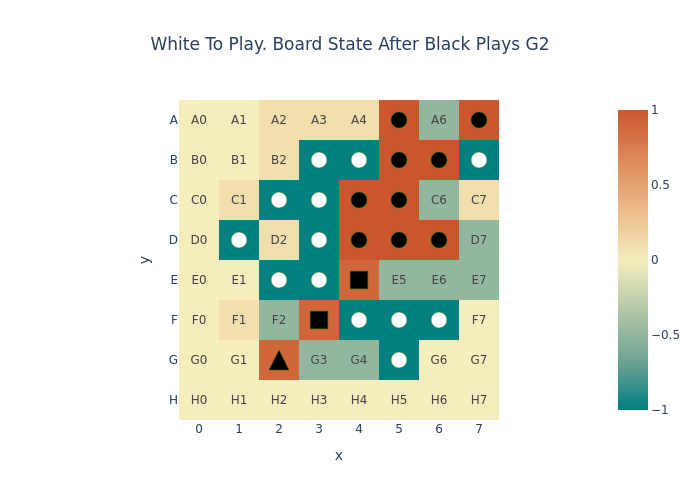 White To Play. Board State After Black Plays G2
A A0 A1 A2 A3 A4 A6
B B0 B1 B2
C C0 C1 C6 C7
D D0 D2 D7
E E0 E1 E5 E6 E7
F F0 F1 F2 F7
G G0 G1 G3 G4 G6 G7
H H0 H1 H2 H3 H4 H5 H6 H7
0 1 2 3 4 5 6 7
x
y
1
0.5
0
−0.5
−1